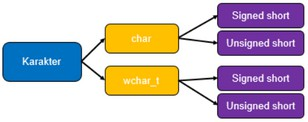 Karakter
char
Signed short
Unsigned short
wchar_t
Signed short
Unsigned short